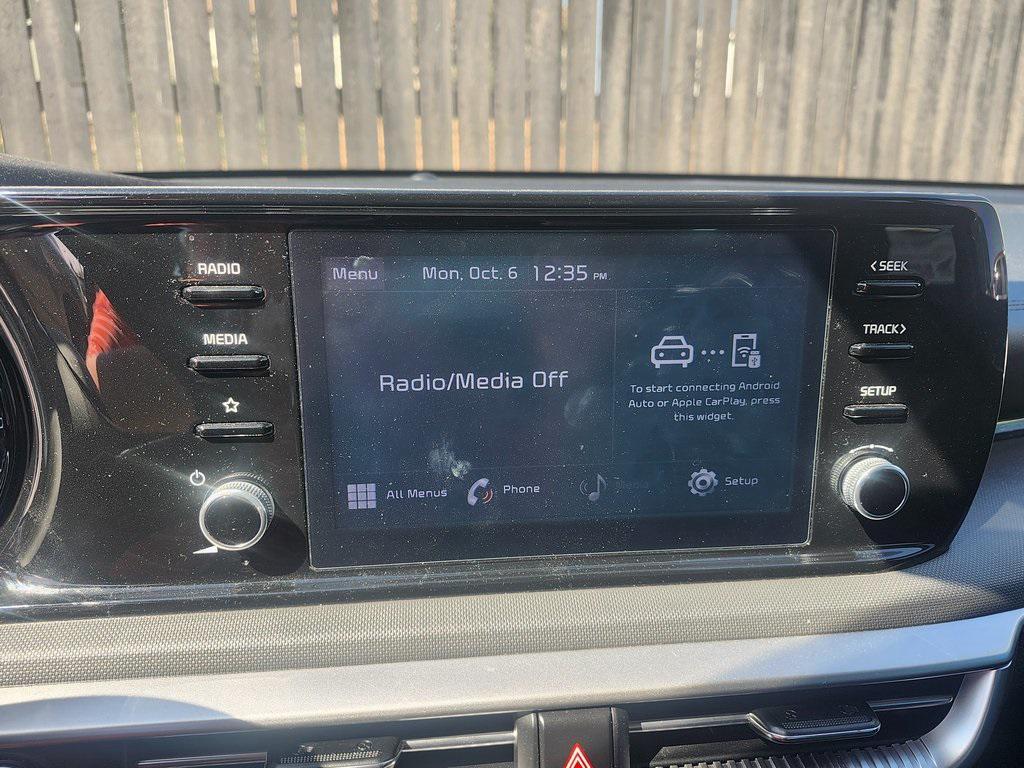 RADIO
MEDIA
Menu Mon, Oct. 6 12:35 PM
Radio/Media Off
To start connecting Android
Auto or Apple CarPlay, press
this widget.
All Menus Phone Setup
<SEEK
TRACK>
SETUP